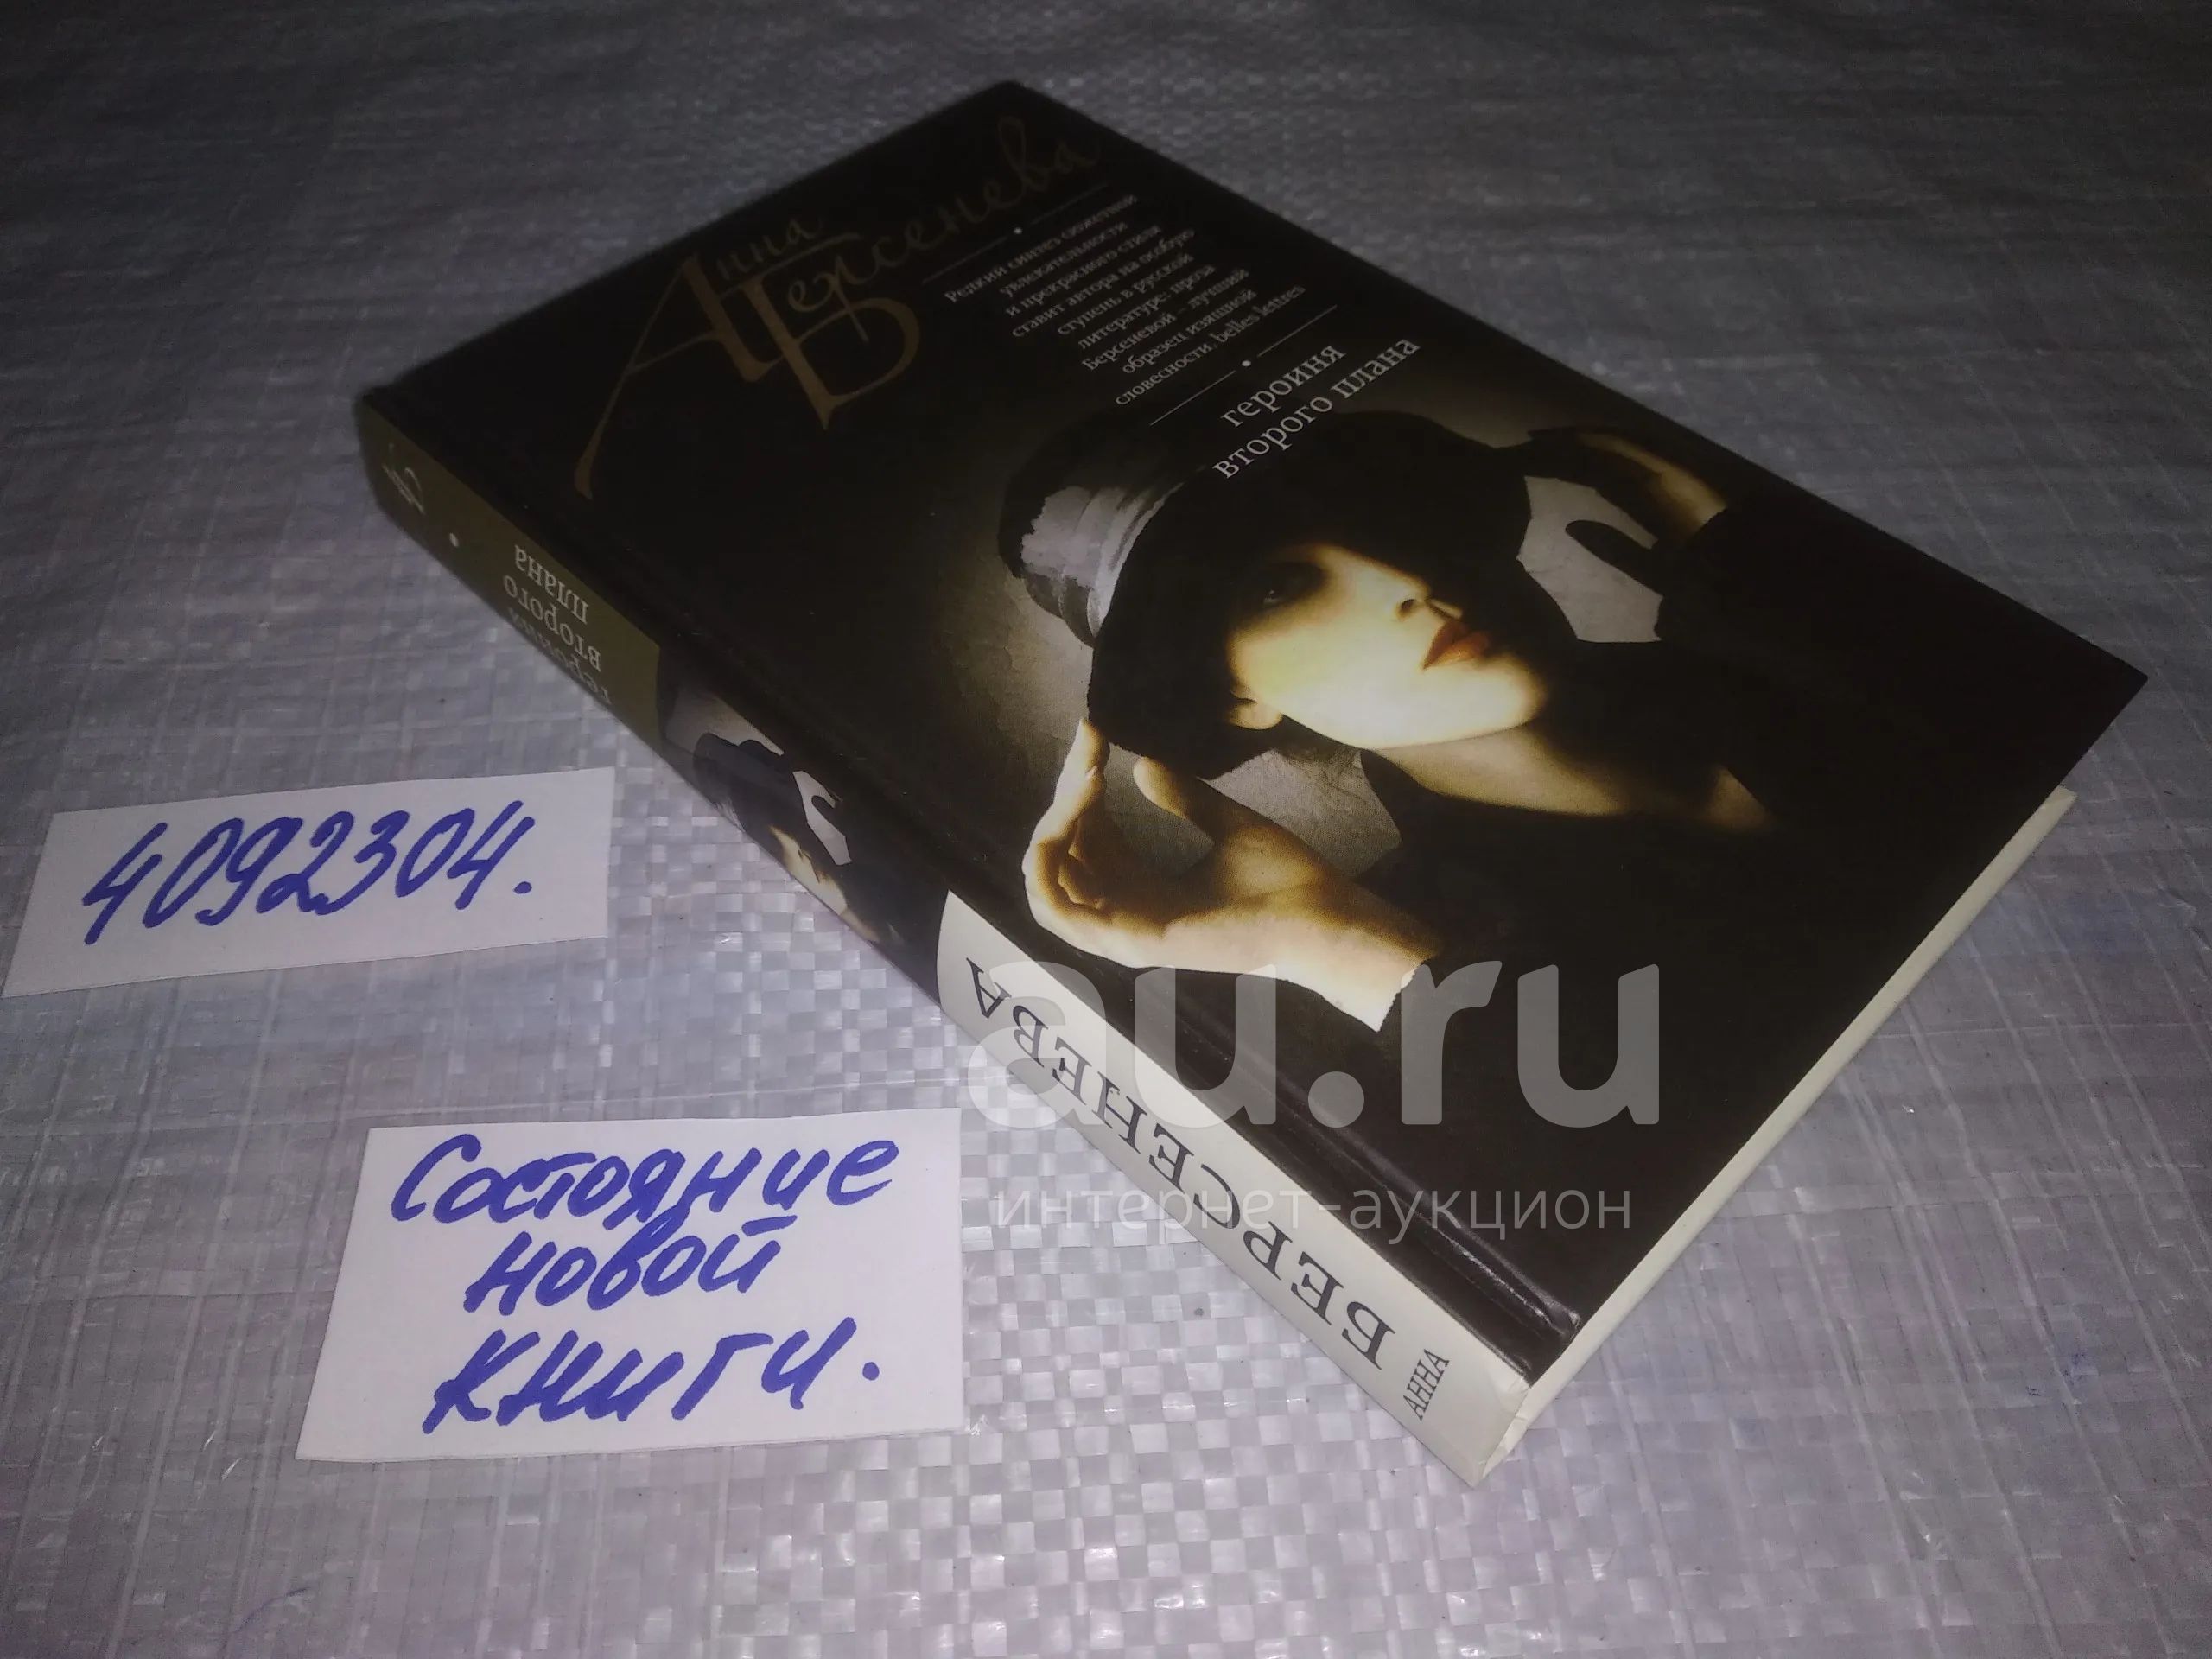 Анна
Берсенева
Редкий синтез сюжетной
увлекательности
и прекрасного стиля
ставит автора на особую
ступень в русской
литературе: проза
Берсеневой – лучший
образец изящной
словесности, belles lettres
героиня
второго плана
героиня
второго
плана
АННА
БЕРСЕНЕВА
4092304.
Состояние
новой
книги.
au.ru
интернет-аукцион